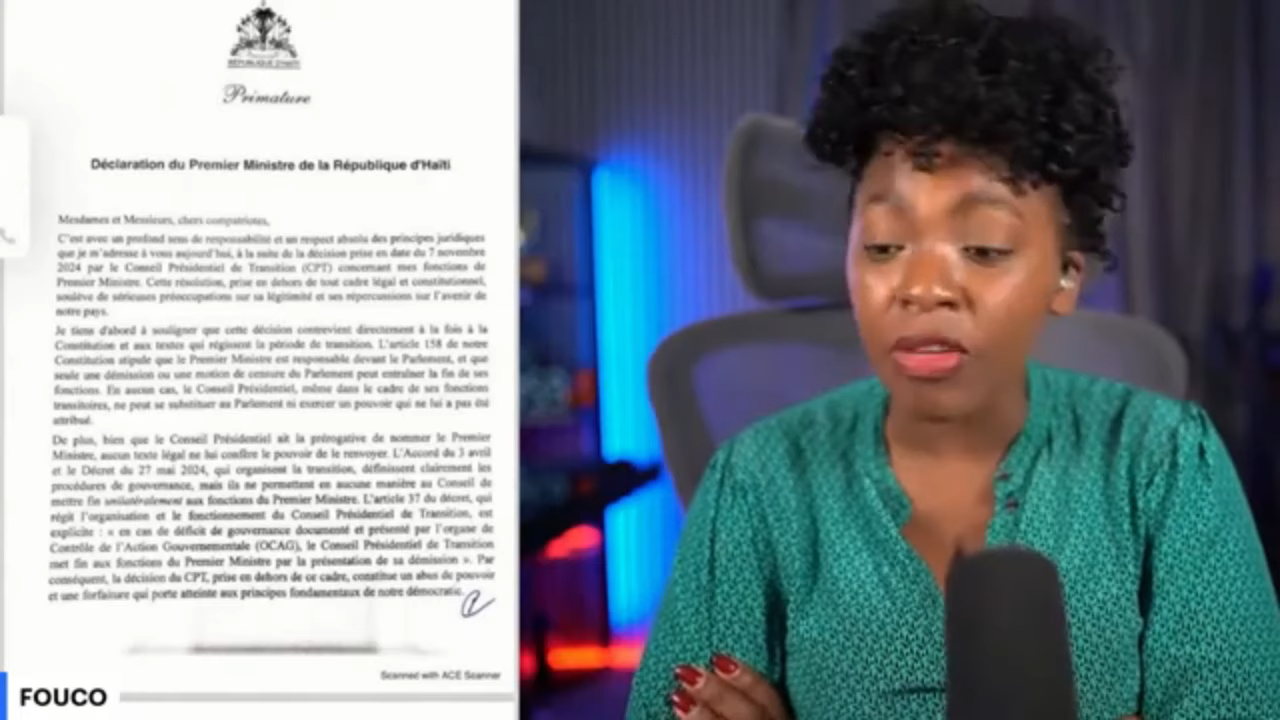 RÉPUBLIQUE D'HAÏTI
Primature
Déclaration du Premier Ministre de la République d'Haïti
Mesdames et Messieurs, chers compatriotes,
C'est avec un profond sens de responsabilité et un respect absolu des principes juridiques
que je m'adresse à vous aujourd'hui, à la suite de la décision prise en date du 7 novembre
2024 par le Conseil Présidentiel de Transition (CPT) concernant mes fonctions de
Premier Ministre. Cette résolution, prise en dehors de tout cadre légal et constitutionnel,
soulève de sérieuses préoccupations sur sa légitimité et ses répercussions sur l'avenir de
notre pays.
Je tiens d'abord à souligner que cette décision contrevient directement à la fois à la
Constitution et aux textes qui régissent la période de transition. L'article 158 de notre
Constitution stipule que le Premier Ministre est responsable devant le Parlement, et que
seule une démission ou une motion de censure du Parlement peut entraîner la fin de ses
fonctions. En aucun cas, le Conseil Présidentiel, même dans le cadre de ses fonctions
transitoires, ne peut se substituer au Parlement ni exercer un pouvoir qui ne lui a pas été
attribué.
De plus, bien que le Conseil Présidentiel ait la prérogative de nommer le Premier
Ministre, aucun texte légal ne lui confère le pouvoir de le renvoyer. L'Accord du 3 avril
et le Décret du 27 mai 2024, qui organisent la transition, définissent clairement les
procédures de gouvernance, mais ils ne permettent en aucune manière au Conseil de
mettre fin unilatéralement aux fonctions du Premier Ministre. L'article 37 du décret, qui
régit l'organisation et le fonctionnement du Conseil Présidentiel de Transition, est
explicite : « en cas de déficit de gouvernance documenté et présenté par l'organe de
Contrôle de l'Action Gouvernementale (OCAG), le Conseil Présidentiel de Transition
met fin aux fonctions du Premier Ministre par la présentation de sa démission ». Par
conséquent, la décision du CPT, prise en dehors de ce cadre, constitue un abus de pouvoir
et une forfaiture qui porte atteinte aux principes fondamentaux de notre démocratie.
Scanned with ACE Scanner
FOUCO